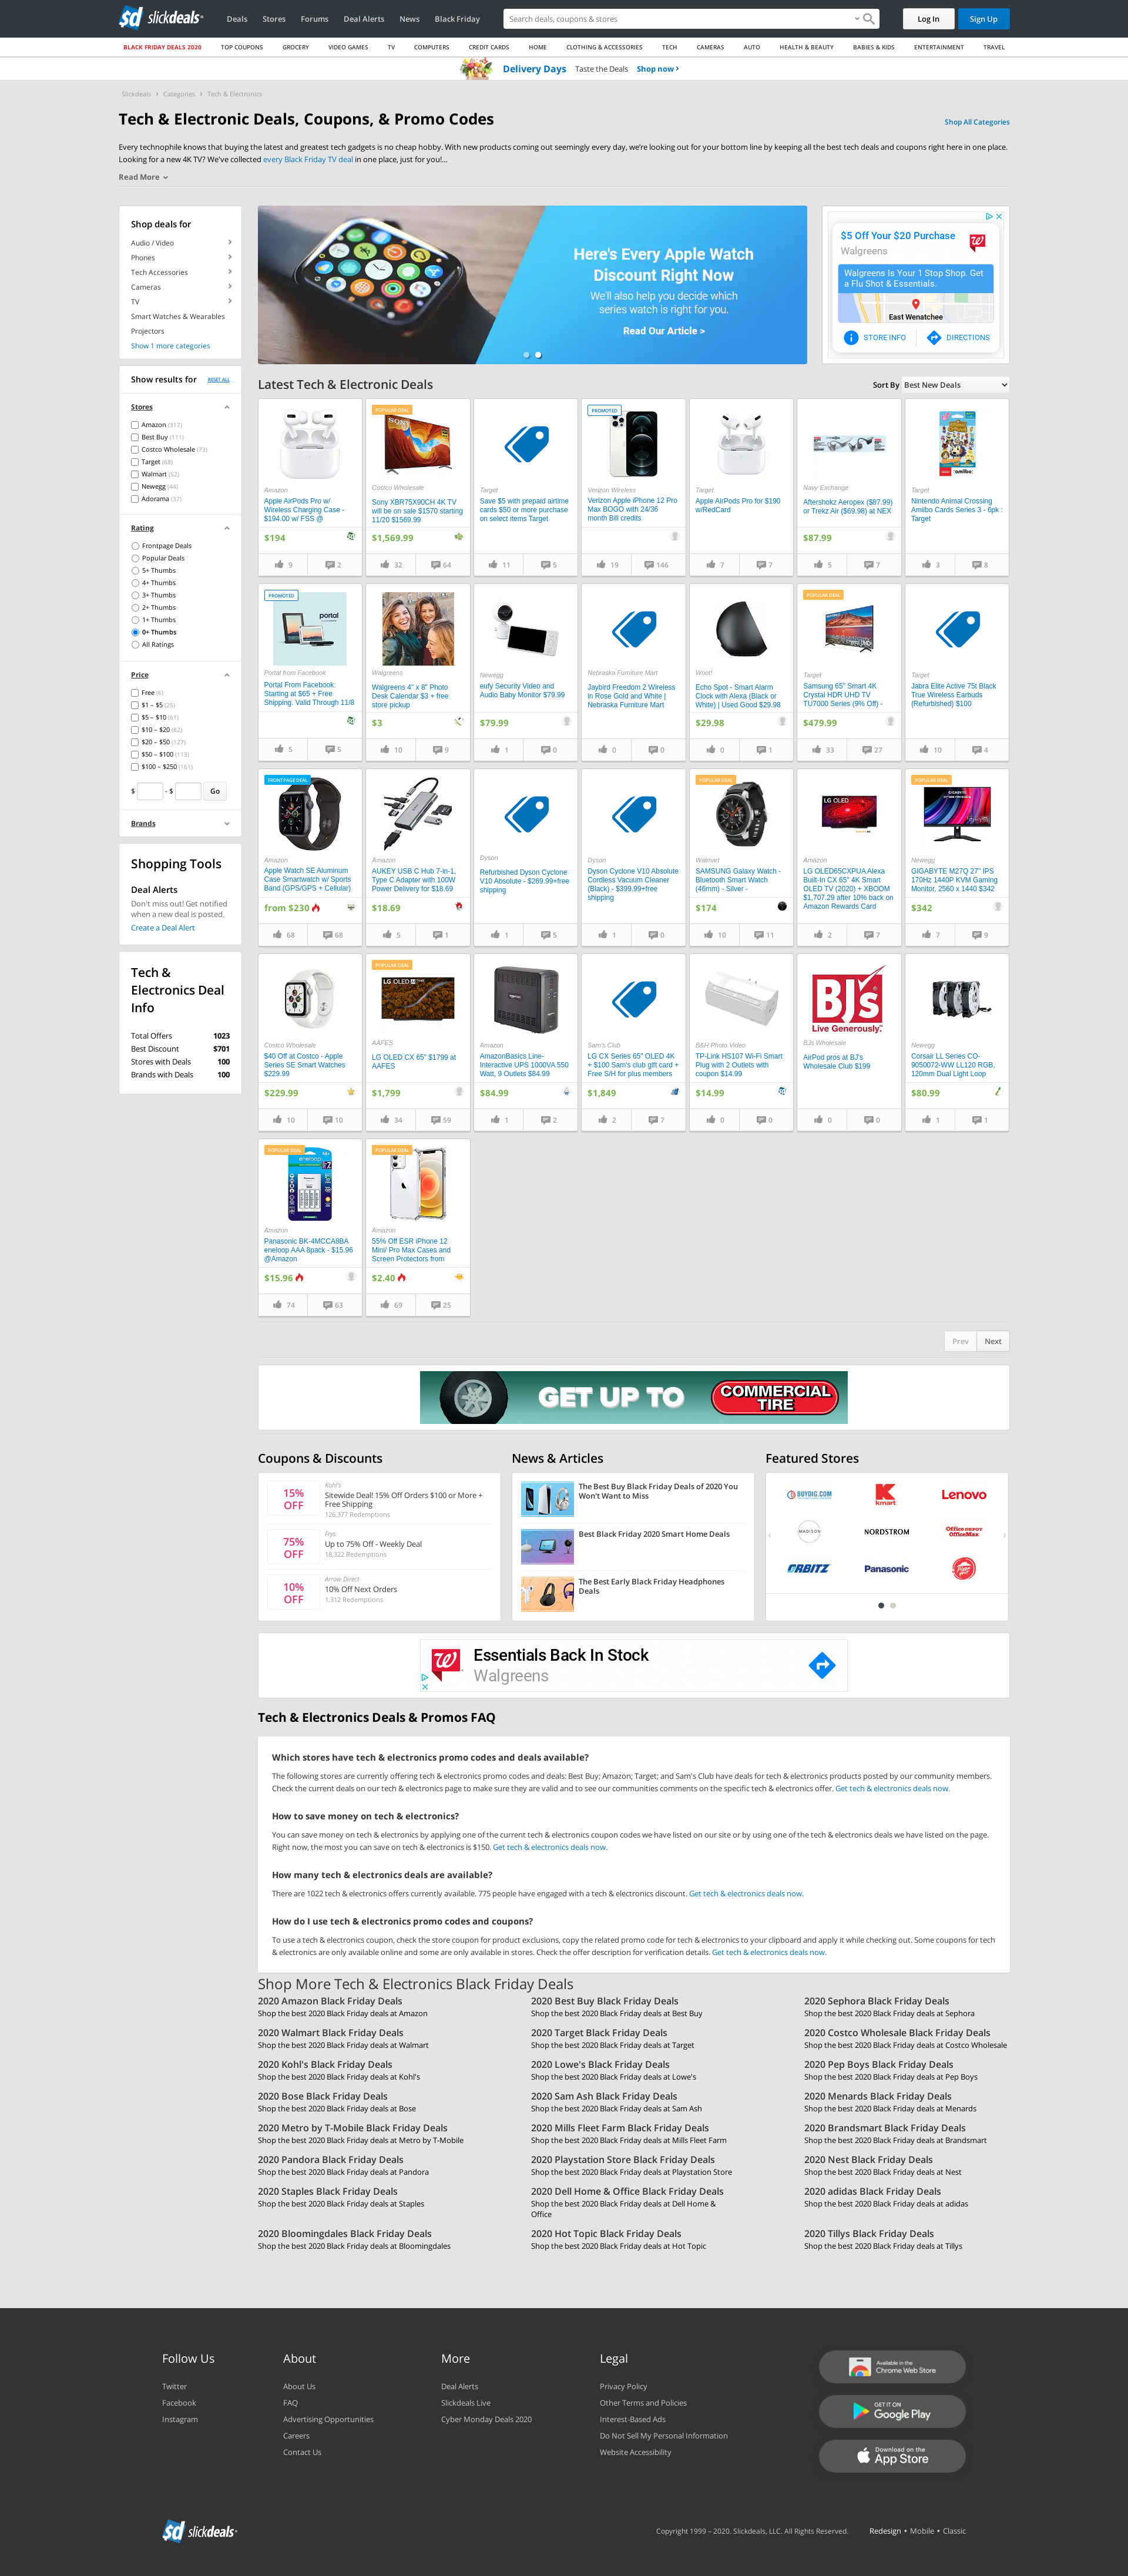 sd slickdeals
Deals Stores Forums Deal Alerts News Black Friday
Search deals, coupons & stores
Log In Sign Up
BLACK FRIDAY DEALS 2020 TOP COUPONS GROCERY VIDEO GAMES TV COMPUTERS CREDIT CARDS HOME CLOTHING & ACCESSORIES TECH CAMERAS AUTO HEALTH & BEAUTY BABIES & KIDS ENTERTAINMENT TRAVEL
Delivery Days Taste the Deals Shop now >
Slickdeals > Categories > Tech & Electronics
Tech & Electronic Deals, Coupons, & Promo Codes
Shop All Categories
Every technophile knows that buying the latest and greatest tech gadgets is no cheap hobby. With new products coming out seemingly every day, we're looking out for your bottom line by keeping all the best tech deals and coupons right here in one place.
Looking for a new 4K TV? We've collected every Black Friday TV deal in one place, just for you!...
Read More
Shop deals for
Audio / Video
Phones
Tech Accessories
Cameras
TV
Smart Watches & Wearables
Projectors
Show 1 more categories
Show results for RESET ALL
Stores
Amazon (317)
Best Buy (111)
Costco Wholesale (73)
Target (68)
Walmart (52)
Newegg (44)
Adorama (37)
Rating
Frontpage Deals
Popular Deals
5+ Thumbs
4+ Thumbs
3+ Thumbs
2+ Thumbs
1+ Thumbs
0+ Thumbs
All Ratings
Price
Free (6)
$1 – $5 (25)
$5 – $10 (61)
$10 – $20 (82)
$20 – $50 (127)
$50 – $100 (113)
$100 – $250 (161)
$ - $ Go
Brands
Shopping Tools
Deal Alerts
Don't miss out! Get notified
when a new deal is posted.
Create a Deal Alert
Tech &
Electronics Deal
Info
Total Offers 1023
Best Discount $701
Stores with Deals 100
Brands with Deals 100
Here's Every Apple Watch
Discount Right Now
We'll also help you decide which
series watch is right for you.
Read Our Article >
$5 Off Your $20 Purchase
Walgreens
Walgreens Is Your 1 Stop Shop. Get
a Flu Shot & Essentials.
East Wenatchee
STORE INFO DIRECTIONS
Latest Tech & Electronic Deals
Sort By Best New Deals
Amazon
Apple AirPods Pro w/
Wireless Charging Case -
$194.00 w/ FSS @
$194
9 2
POPULAR DEAL
SONY
Costco Wholesale
Sony XBR75X90CH 4K TV
will be on sale $1570 starting
11/20 $1569.99
$1,569.99
32 64
Target
Save $5 with prepaid airtime
cards $50 or more purchase
on select items Target
11 5
PROMOTED
Verizon Wireless
Verizon Apple iPhone 12 Pro
Max BOGO with 24/36
month Bill credits
19 146
Target
Apple AirPods Pro for $190
w/RedCard
7 7
Navy Exchange
Aftershokz Aeropex ($87.99)
or Trekz Air ($69.98) at NEX
$87.99
5 7
Target
Nintendo Animal Crossing
Amiibo Cards Series 3 - 6pk :
Target
3 8
PROMOTED
portal
Portal from Facebook
Portal From Facebook:
Starting at $65 + Free
Shipping. Valid Through 11/8
5 5
Walgreens
Walgreens 4" x 8" Photo
Desk Calendar $3 + free
store pickup
$3
10 9
Newegg
eufy Security Video and
Audio Baby Monitor $79.99
$79.99
1 0
Nebraska Furniture Mart
Jaybird Freedom 2 Wireless
in Rose Gold and White |
Nebraska Furniture Mart
0 0
Woot!
Echo Spot - Smart Alarm
Clock with Alexa (Black or
White) | Used Good $29.98
$29.98
0 1
POPULAR DEAL
Target
Samsung 65" Smart 4K
Crystal HDR UHD TV
TU7000 Series (9% Off) -
$479.99
33 27
Target
Jabra Elite Active 75t Black
True Wireless Earbuds
(Refurbished) $100
10 4
FRONTPAGE DEAL
Amazon
Apple Watch SE Aluminum
Case Smartwatch w/ Sports
Band (GPS/GPS + Cellular)
from $230
68 68
Amazon
AUKEY USB C Hub 7-in-1,
Type C Adapter with 100W
Power Delivery for $18.69
$18.69
5 1
Dyson
Refurbished Dyson Cyclone
V10 Absolute - $269.99+free
shipping
1 5
Dyson
Dyson Cyclone V10 Absolute
Cordless Vacuum Cleaner
(Black) - $399.99+free
shipping
1 0
POPULAR DEAL
Walmart
SAMSUNG Galaxy Watch -
Bluetooth Smart Watch
(46mm) - Silver -
$174
10 11
LG OLED
Amazon
LG OLED65CXPUA Alexa
Built-In CX 65" 4K Smart
OLED TV (2020) + XBOOM
$1,707.29 after 10% back on
Amazon Rewards Card
2 7
POPULAR DEAL
GIGABYTE
Newegg
GIGABYTE M27Q 27" IPS
170Hz 1440P KVM Gaming
Monitor, 2560 x 1440 $342
$342
7 9
Costco Wholesale
$40 Off at Costco - Apple
Series SE Smart Watches
$229.99
$229.99
10 10
POPULAR DEAL
LG OLED
AAFES
LG OLED CX 65" $1799 at
AAFES
$1,799
34 59
Amazon
AmazonBasics Line-
Interactive UPS 1000VA 550
Watt, 9 Outlets $84.99
$84.99
1 2
Sam's Club
LG CX Series 65" OLED 4K
+ $100 Sam's club gift card +
Free S/H for plus members
$1,849
2 7
B&H Photo Video
TP-Link HS107 Wi-Fi Smart
Plug with 2 Outlets with
coupon $14.99
$14.99
0 0
BJs
Live Generously.
BJs Wholesale
AirPod pros at BJ's
Wholesale Club $199
0 0
Newegg
Corsair LL Series CO-
9050072-WW LL120 RGB,
120mm Dual Light Loop
$80.99
1 1
POPULAR DEAL
eneloop
Amazon
Panasonic BK-4MCCA8BA
eneloop AAA 8pack - $15.96
@Amazon
$15.96
74 63
POPULAR DEAL
Amazon
55% Off ESR iPhone 12
Mini/ Pro Max Cases and
Screen Protectors from
$2.40
69 25
Prev Next
GET UP TO COMMERCIAL TIRE
Coupons & Discounts
15% OFF
Kohl's
Sitewide Deal! 15% Off Orders $100 or More +
Free Shipping
126,377 Redemptions
75% OFF
Frys
Up to 75% Off - Weekly Deal
18,322 Redemptions
10% OFF
Arrow Direct
10% Off Next Orders
1,312 Redemptions
News & Articles
The Best Buy Black Friday Deals of 2020 You
Won't Want to Miss
Best Black Friday 2020 Smart Home Deals
The Best Early Black Friday Headphones
Deals
Featured Stores
BUYDIG.COM Kmart Lenovo
MADISON NORDSTROM Office DEPOT OfficeMax
ORBITZ Panasonic Pizza Hut
Essentials Back In Stock
Walgreens
Tech & Electronics Deals & Promos FAQ
Which stores have tech & electronics promo codes and deals available?
The following stores are currently offering tech & electronics promo codes and deals: Best Buy; Amazon; Target; and Sam's Club have deals for tech & electronics products posted by our community members.
Check the current deals on our tech & electronics page to make sure they are valid and to see our communities comments on the specific tech & electronics offer. Get tech & electronics deals now.
How to save money on tech & electronics?
You can save money on tech & electronics by applying one of the current tech & electronics coupon codes we have listed on our site or by using one of the tech & electronics deals we have listed on the page.
Right now, the most you can save on tech & electronics is $150. Get tech & electronics deals now.
How many tech & electronics deals are available?
There are 1022 tech & electronics offers currently available. 775 people have engaged with a tech & electronics discount. Get tech & electronics deals now.
How do I use tech & electronics promo codes and coupons?
To use a tech & electronics coupon, check the store coupon for product exclusions, copy the related promo code for tech & electronics to your clipboard and apply it while checking out. Some coupons for tech
& electronics are only available online and some are only available in stores. Check the offer description for verification details. Get tech & electronics deals now.
Shop More Tech & Electronics Black Friday Deals
2020 Amazon Black Friday Deals
Shop the best 2020 Black Friday deals at Amazon
2020 Best Buy Black Friday Deals
Shop the best 2020 Black Friday deals at Best Buy
2020 Sephora Black Friday Deals
Shop the best 2020 Black Friday deals at Sephora
2020 Walmart Black Friday Deals
Shop the best 2020 Black Friday deals at Walmart
2020 Target Black Friday Deals
Shop the best 2020 Black Friday deals at Target
2020 Costco Wholesale Black Friday Deals
Shop the best 2020 Black Friday deals at Costco Wholesale
2020 Kohl's Black Friday Deals
Shop the best 2020 Black Friday deals at Kohl's
2020 Lowe's Black Friday Deals
Shop the best 2020 Black Friday deals at Lowe's
2020 Pep Boys Black Friday Deals
Shop the best 2020 Black Friday deals at Pep Boys
2020 Bose Black Friday Deals
Shop the best 2020 Black Friday deals at Bose
2020 Sam Ash Black Friday Deals
Shop the best 2020 Black Friday deals at Sam Ash
2020 Menards Black Friday Deals
Shop the best 2020 Black Friday deals at Menards
2020 Metro by T-Mobile Black Friday Deals
Shop the best 2020 Black Friday deals at Metro by T-Mobile
2020 Mills Fleet Farm Black Friday Deals
Shop the best 2020 Black Friday deals at Mills Fleet Farm
2020 Brandsmart Black Friday Deals
Shop the best 2020 Black Friday deals at Brandsmart
2020 Pandora Black Friday Deals
Shop the best 2020 Black Friday deals at Pandora
2020 Playstation Store Black Friday Deals
Shop the best 2020 Black Friday deals at Playstation Store
2020 Nest Black Friday Deals
Shop the best 2020 Black Friday deals at Nest
2020 Staples Black Friday Deals
Shop the best 2020 Black Friday deals at Staples
2020 Dell Home & Office Black Friday Deals
Shop the best 2020 Black Friday deals at Dell Home &
Office
2020 adidas Black Friday Deals
Shop the best 2020 Black Friday deals at adidas
2020 Bloomingdales Black Friday Deals
Shop the best 2020 Black Friday deals at Bloomingdales
2020 Hot Topic Black Friday Deals
Shop the best 2020 Black Friday deals at Hot Topic
2020 Tillys Black Friday Deals
Shop the best 2020 Black Friday deals at Tillys
Follow Us
Twitter
Facebook
Instagram
About
About Us
FAQ
Advertising Opportunities
Careers
Contact Us
More
Deal Alerts
Slickdeals Live
Cyber Monday Deals 2020
Legal
Privacy Policy
Other Terms and Policies
Interest-Based Ads
Do Not Sell My Personal Information
Website Accessibility
Available in the
Chrome Web Store
GET IT ON
Google Play
Download on the
App Store
sd slickdeals
Copyright 1999 – 2020. Slickdeals, LLC. All Rights Reserved. Redesign • Mobile • Classic